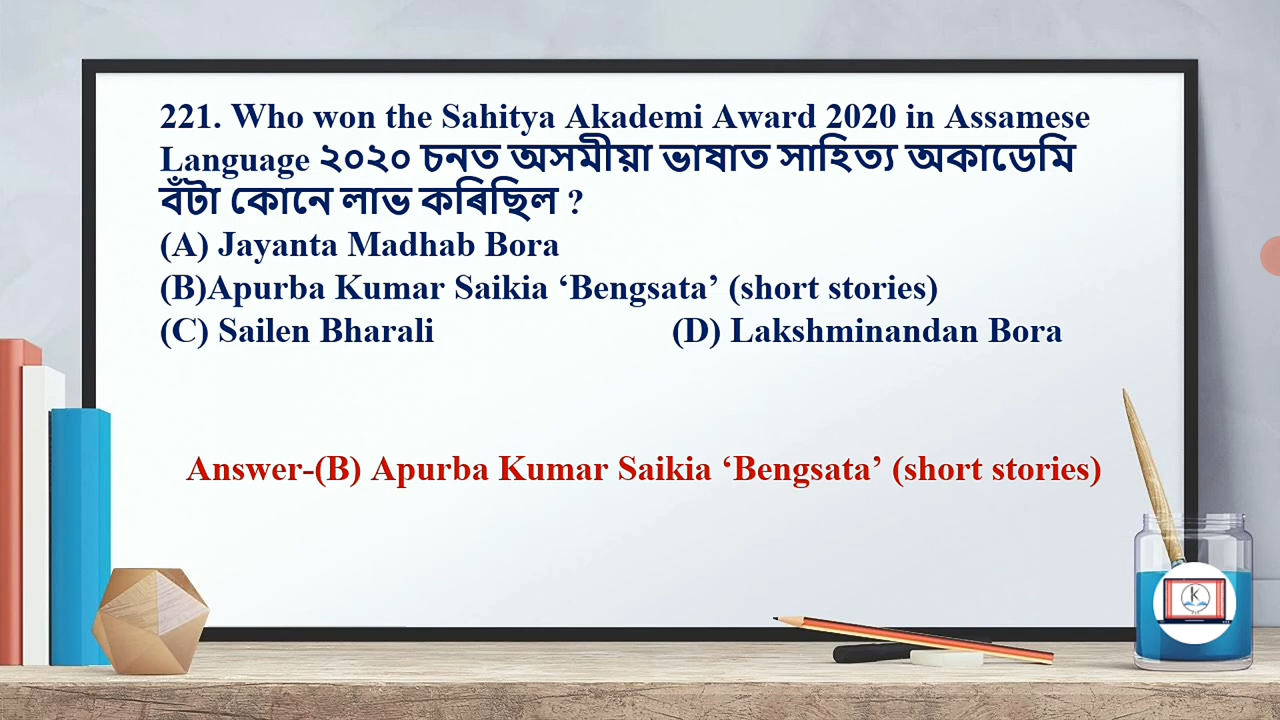 221. Who won the Sahitya Akademi Award 2020 in Assamese
Language ২০২০ চনত অসমীয়া ভাষাত সাহিত্য অকাডেমি
বঁটা কোনে লাভ কৰিছিল ?
(A) Jayanta Madhab Bora
(B)Apurba Kumar Saikia ‘Bengsata’ (short stories)
(C) Sailen Bharali (D) Lakshminandan Bora
Answer-(B) Apurba Kumar Saikia ‘Bengsata’ (short stories)
K